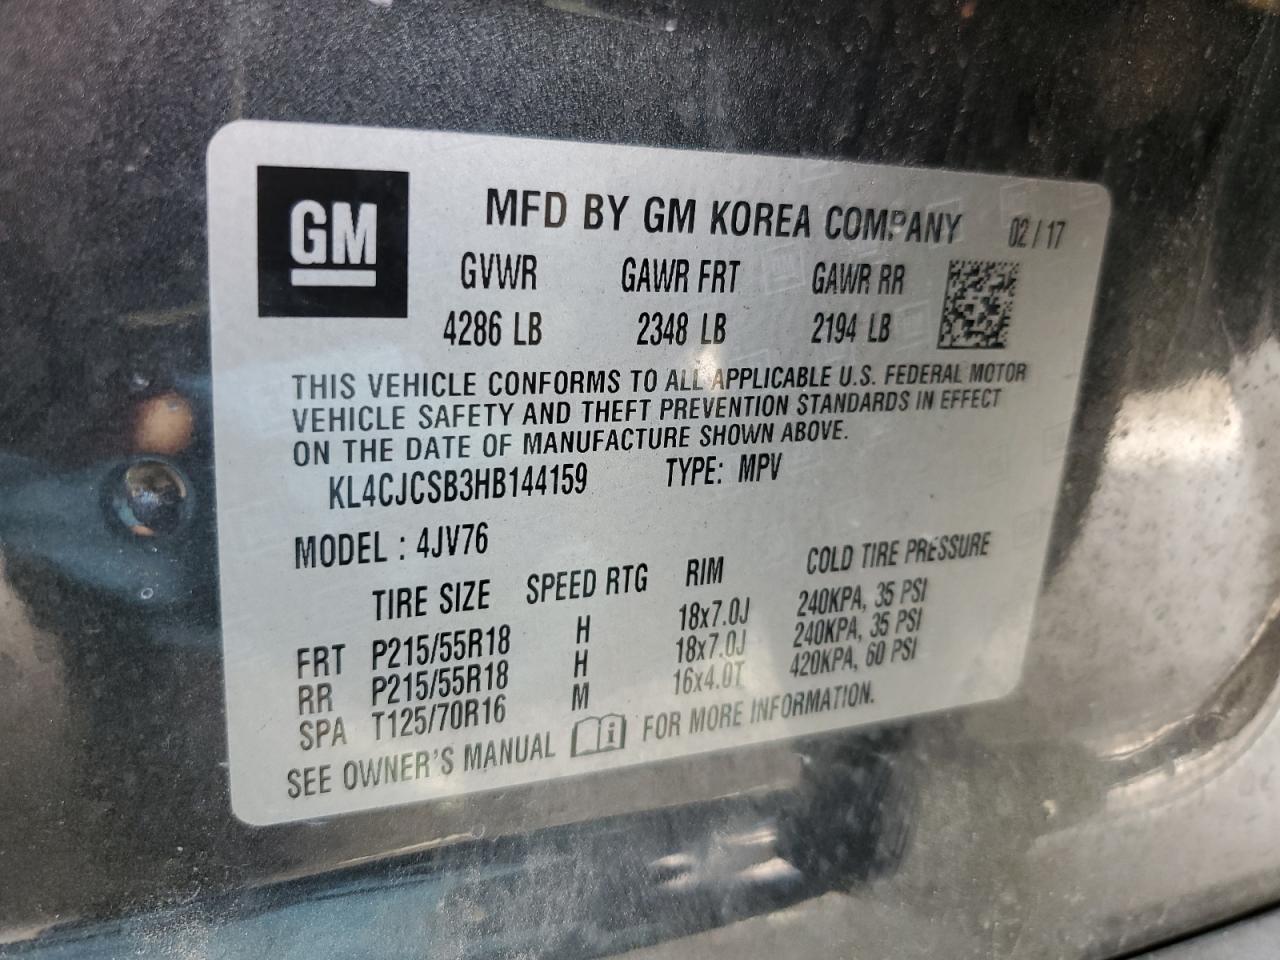 GM
MFD BY GM KOREA COMPANY 02/17
GVWR GAWR FRT GAWR RR
4286 LB 2348 LB 2194 LB
THIS VEHICLE CONFORMS TO ALL APPLICABLE U.S. FEDERAL MOTOR
VEHICLE SAFETY AND THEFT PREVENTION STANDARDS IN EFFECT
ON THE DATE OF MANUFACTURE SHOWN ABOVE.
KL4CJCSB3HB144159 TYPE: MPV
MODEL : 4JV76
TIRE SIZE SPEED RTG RIM COLD TIRE PRESSURE
FRT P215/55R18 H 18x7.0J 240KPA, 35 PSI
RR P215/55R18 H 18x7.0J 240KPA, 35 PSI
SPA T125/70R16 M 16x4.0T 420KPA, 60 PSI
SEE OWNER'S MANUAL i FOR MORE INFORMATION.